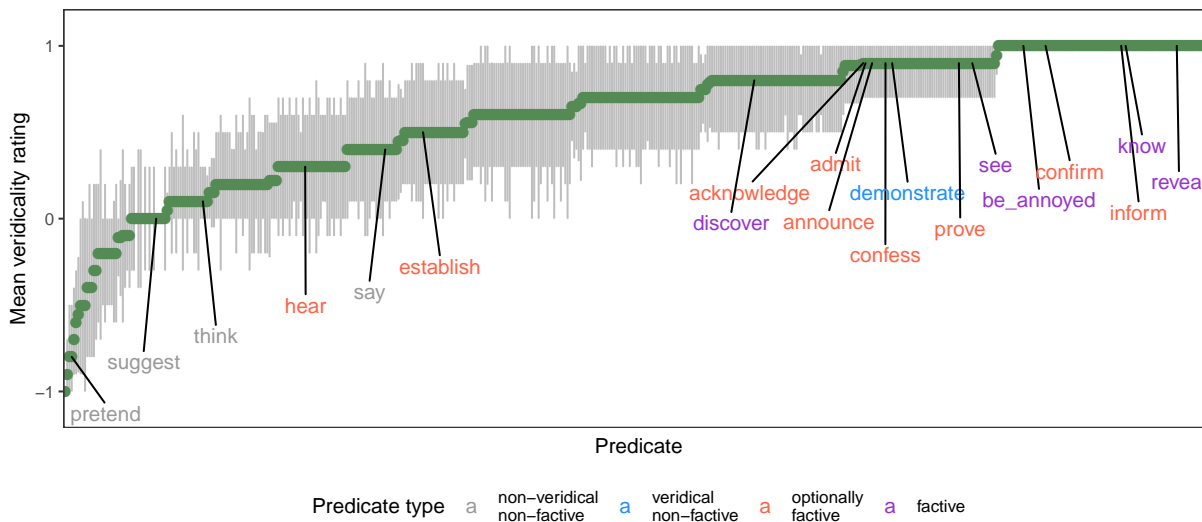 Mean veridicality rating
1
0
−1
pretend
suggest
think
hear
say
establish
acknowledge
discover
admit
announce
confess
demonstrate
prove
see
be_annoyed
confirm
know
inform
revea
Predicate
Predicate type
a non−veridical
non−factive
a veridical
non−factive
a optionally
factive
a factive